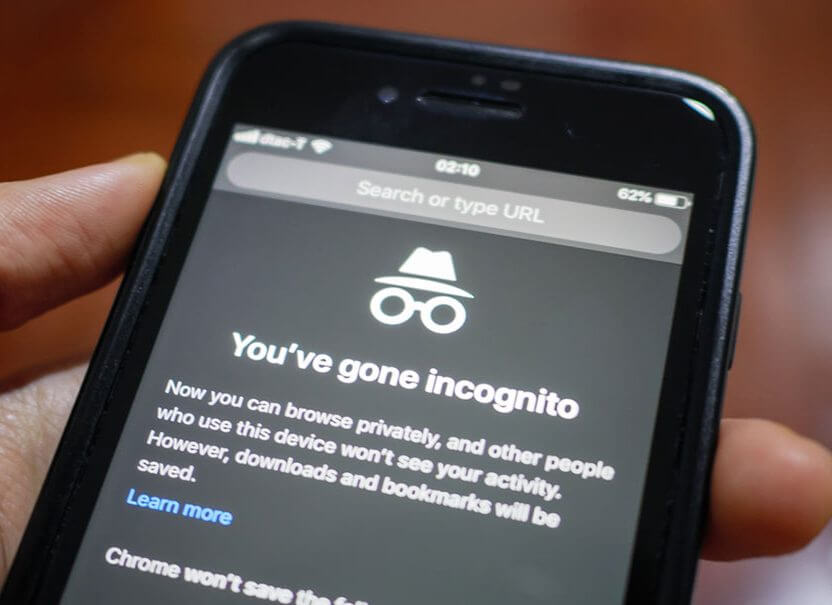 dtac-T
02:10
62%
Search or type URL
You've gone incognito
Now you can browse privately, and other people
who use this device won't see your activity.
However, downloads and bookmarks will be
saved.
Learn more
Chrome won't save the